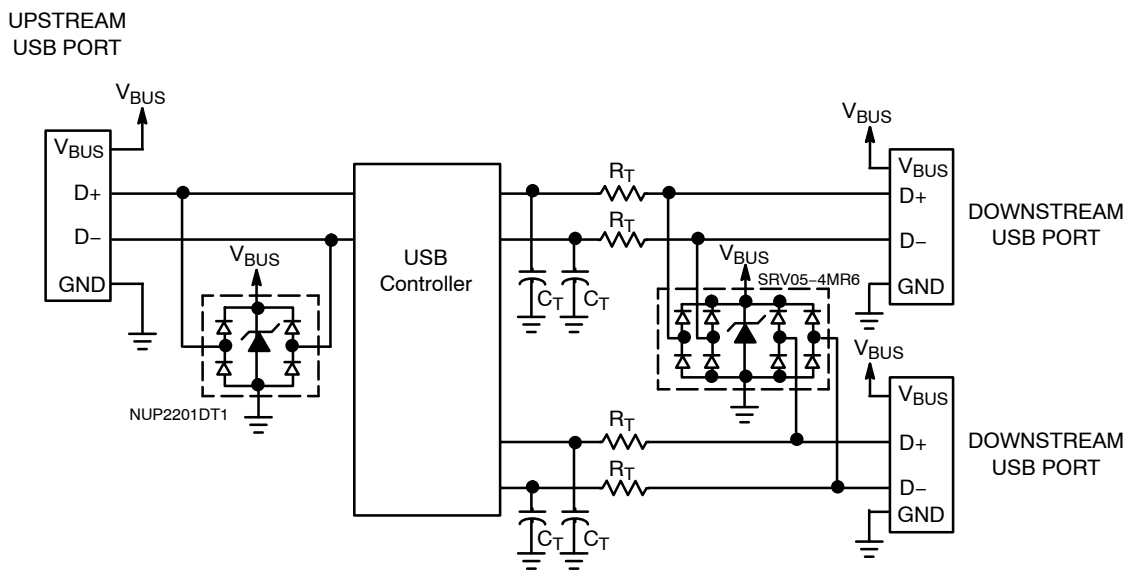 UPSTREAM
USB PORT
VBUS
VBUS
D+
D−
GND
VBUS
NUP2201DT1
USB
Controller
RT
RT
CT
CT
VBUS
SRV05−4MR6
VBUS
VBUS
D+
D−
GND
DOWNSTREAM
USB PORT
RT
RT
CT
CT
VBUS
VBUS
D+
D−
GND
DOWNSTREAM
USB PORT